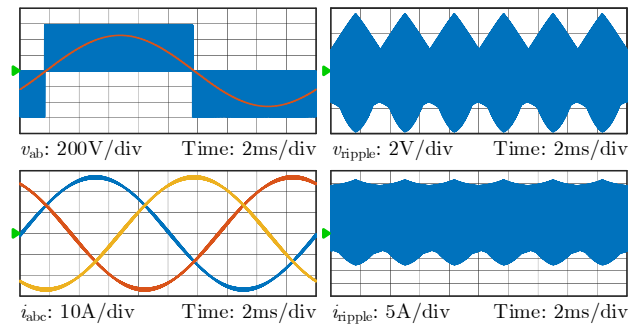 v_ab: 200V/div Time: 2ms/div
v_ripple: 2V/div Time: 2ms/div
i_abc: 10A/div Time: 2ms/div
i_ripple: 5A/div Time: 2ms/div